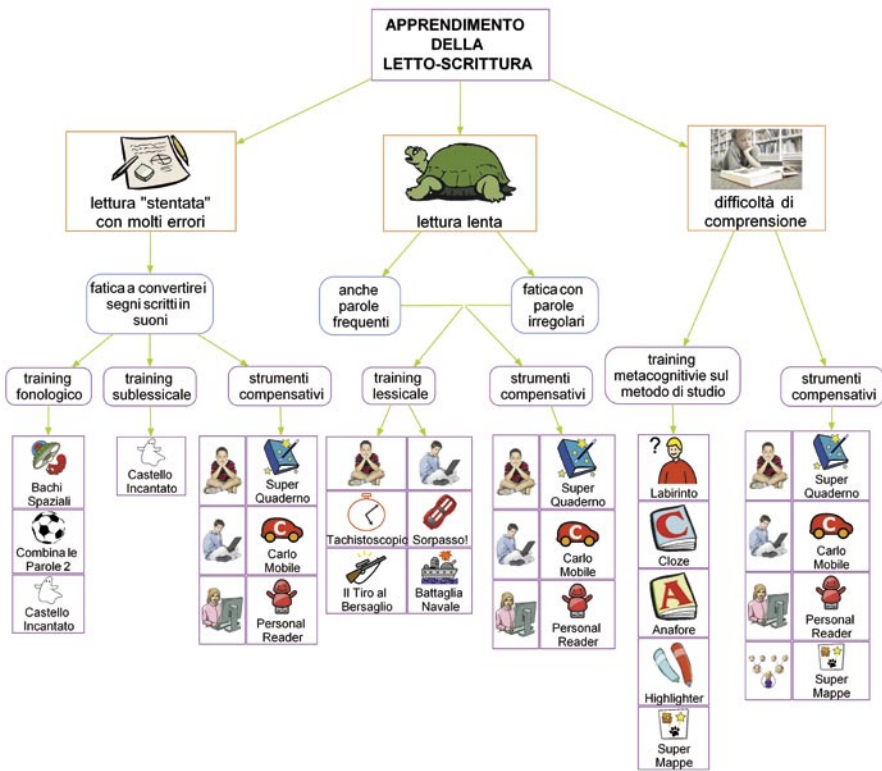 APPRENDIMENTO
DELLA
LETTO-SCRITTURA
lettura "stentata"
con molti errori
lettura lenta
difficoltà di
comprensione
fatica a convertire i
segni scritti in
suoni
anche
parole
frequenti
fatica con
parole
irregolari
training
fonologico
training
sublessicale
strumenti
compensativi
training
lessicale
strumenti
compensativi
training
metacognitivie sul
metodo di studio
strumenti
compensativi
Bachi
Spaziali
Combina le
Parole 2
Castello
Incantato
Castello
Incantato
Super
Quaderno
C
Carlo
Mobile
Personal
Reader
Tachistoscopio
Sorpasso!
Il Tiro al
Bersaglio
Battaglia
Navale
Super
Quaderno
C
Carlo
Mobile
Personal
Reader
?
Labirinto
C
Cloze
A
Anafore
Highlighter
Super
Mappe
Super
Quaderno
C
Carlo
Mobile
Personal
Reader
Super
Mappe